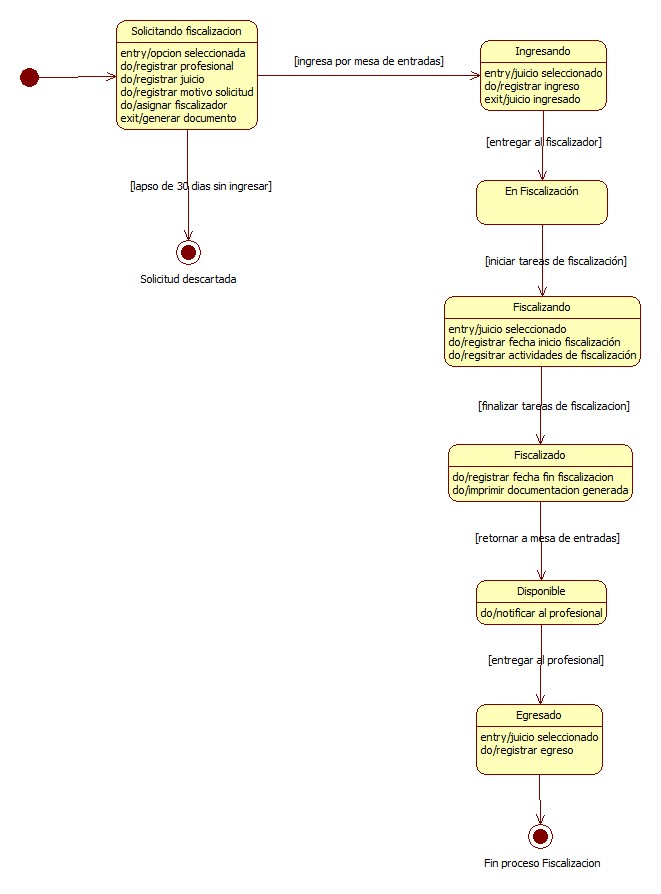 Solicitando fiscalizacion
entry/opcion seleccionada
do/registrar profesional
do/registrar juicio
do/registrar motivo solicitud
do/asignar fiscalizador
exit/generar documento
[ingresa por mesa de entradas]
Ingresando
entry/juicio seleccionado
do/registrar ingreso
exit/juicio ingresado
[lapso de 30 dias sin ingresar]
Solicitud descartada
[entregar al fiscalizador]
En Fiscalización
[iniciar tareas de fiscalización]
Fiscalizando
entry/juicio seleccionado
do/registrar fecha inicio fiscalización
do/regsitrar actividades de fiscalización
[finalizar tareas de fiscalizacion]
Fiscalizado
do/registrar fecha fin fiscalizacion
do/imprimir documentacion generada
[retornar a mesa de entradas]
Disponible
do/notificar al profesional
[entregar al profesional]
Egresado
entry/juicio seleccionado
do/registrar egreso
Fin proceso Fiscalizacion